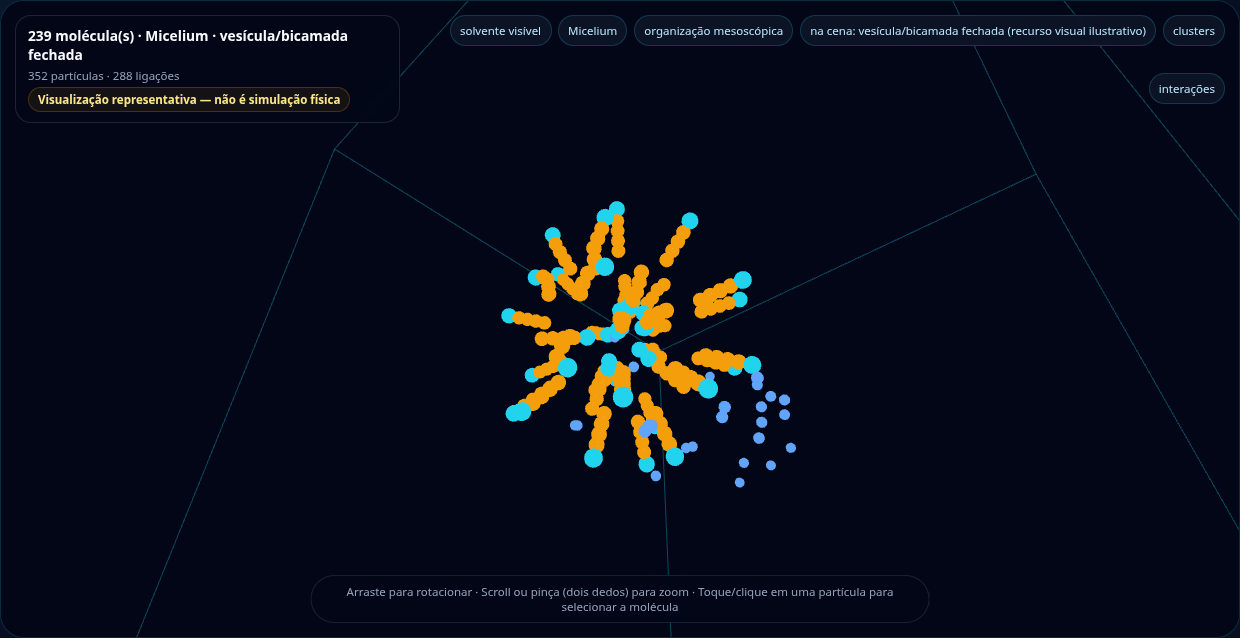 239 molécula(s) · Micelium · vesícula/bicamada
fechada
352 partículas · 288 ligações
Visualização representativa — não é simulação física
solvente visível
Micelium
organização mesoscópica
na cena: vesícula/bicamada fechada (recurso visual ilustrativo)
clusters
interações
Arraste para rotacionar · Scroll ou pinça (dois dedos) para zoom · Toque/clique em uma partícula para
selecionar a molécula